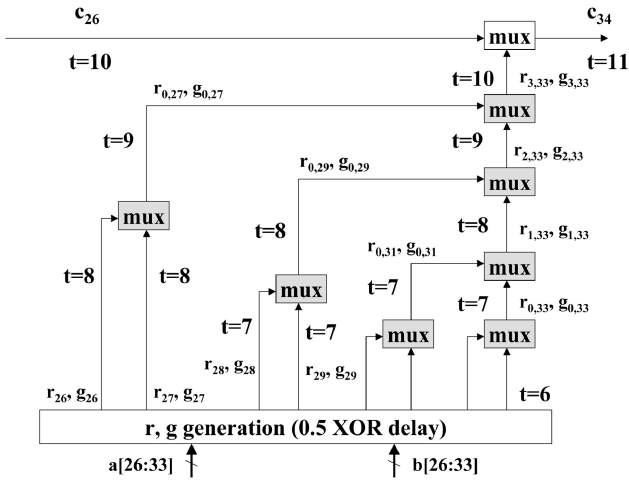 c26 c34
mux
t=10 t=11
t=10 r3,33, g3,33
r0,27, g0,27
mux
t=9 t=9
r0,29, g0,29 r2,33, g2,33
mux
mux
t=8 t=8 r1,33, g1,33
r0,31, g0,31
mux
t=8 t=8 mux t=7
t=7 r0,33, g0,33
t=7 t=7 mux mux
r28, g28 r29, g29
r26, g26 r27, g27 t=6
r, g generation (0.5 XOR delay)
a[26:33] b[26:33]